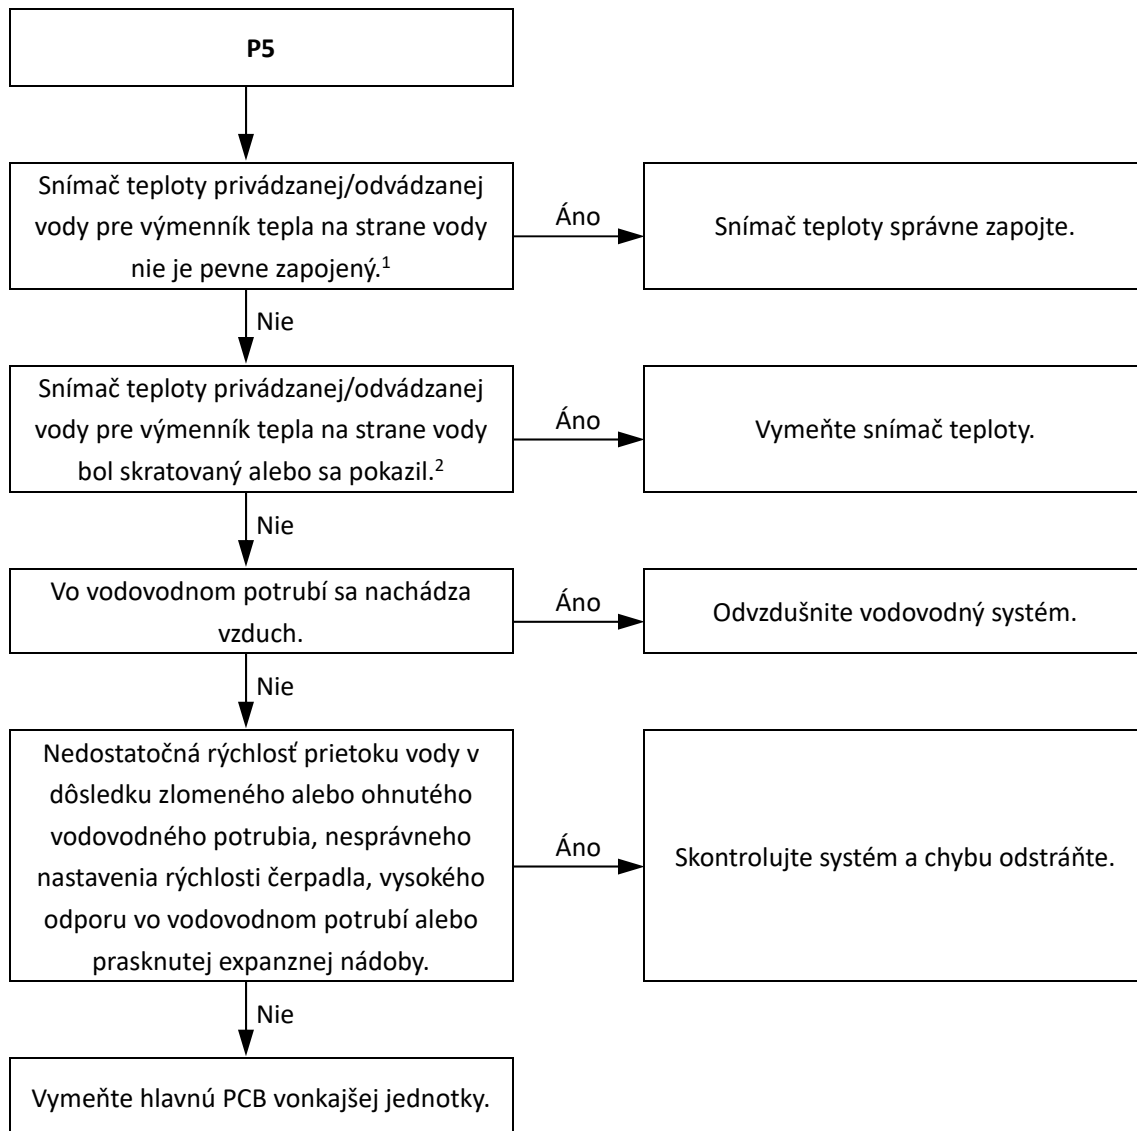 P5
Snímač teploty privádzanej/odvádzanej
vody pre výmenník tepla na strane vody
nie je pevne zapojený.¹
Áno
Snímač teploty správne zapojte.
Nie
Snímač teploty privádzanej/odvádzanej
vody pre výmenník tepla na strane vody
bol skratovaný alebo sa pokazil.²
Áno
Vymeňte snímač teploty.
Nie
Vo vodovodnom potrubí sa nachádza
vzduch.
Áno
Odvzdušnite vodovodný systém.
Nie
Nedostatočná rýchlosť prietoku vody v
dôsledku zlomeného alebo ohnutého
vodovodného potrubia, nesprávneho
nastavenia rýchlosti čerpadla, vysokého
odporu vo vodovodnom potrubí alebo
prasknutej expanznej nádoby.
Áno
Skontrolujte systém a chybu odstráňte.
Nie
Vymeňte hlavnú PCB vonkajšej jednotky.